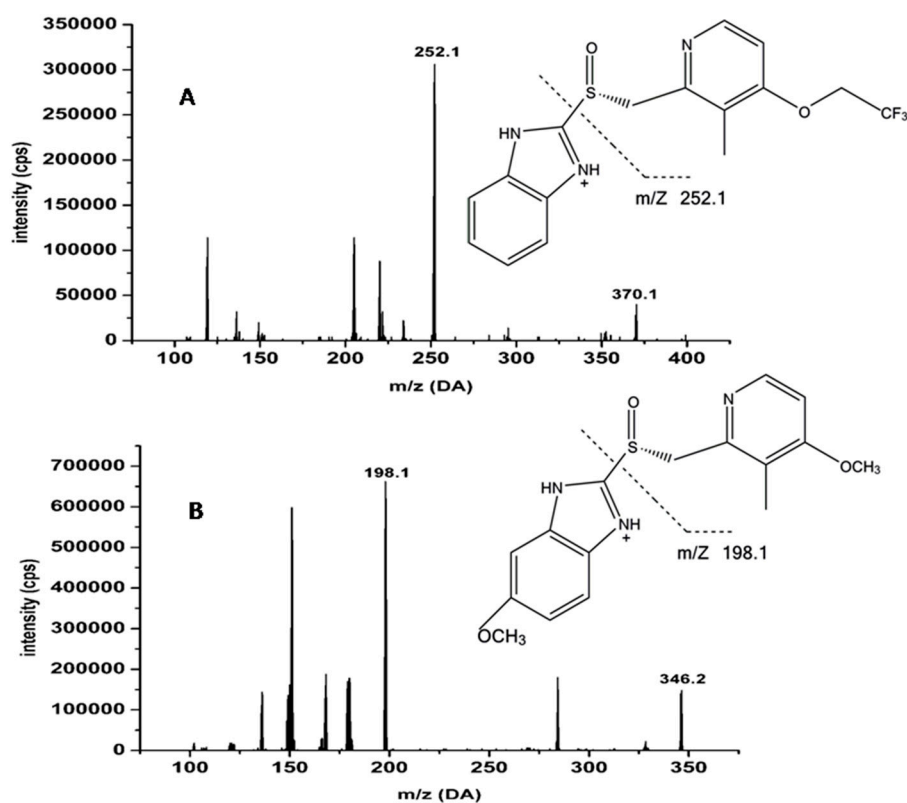 350000
300000
250000
200000
150000
100000
50000
0
intensity (cps)
A
252.1
370.1
100 150 200 250 300 350 400
m/z (DA)
O
S
N
O
CF3
HN
NH
+
m/Z 252.1
700000
600000
500000
400000
300000
200000
100000
0
intensity (cps)
B
198.1
346.2
100 150 200 250 300 350
m/z (DA)
O
S
N
OCH3
HN
NH
+
m/Z 198.1
OCH3